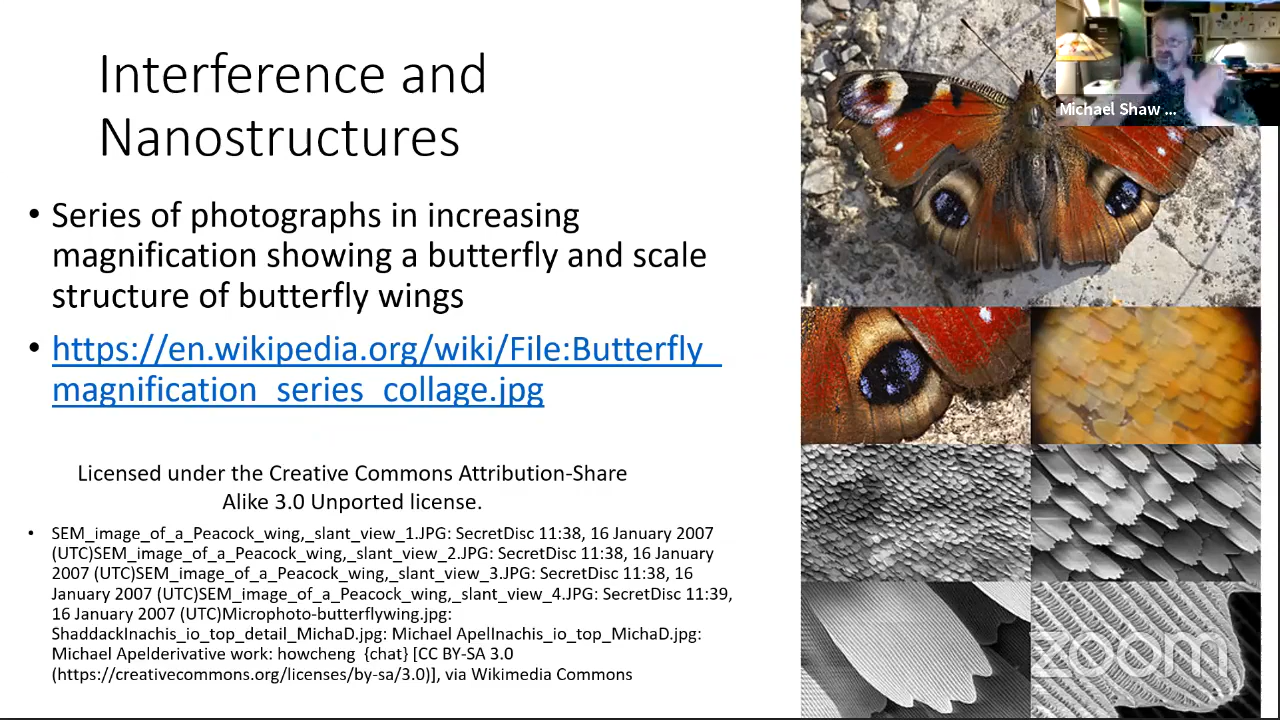 Interference and
Nanostructures
• Series of photographs in increasing
magnification showing a butterfly and scale
structure of butterfly wings
• https://en.wikipedia.org/wiki/File:Butterfly_
magnification_series_collage.jpg
Licensed under the Creative Commons Attribution-Share
Alike 3.0 Unported license.
• SEM_image_of_a_Peacock_wing,_slant_view_1.JPG: SecretDisc 11:38, 16 January 2007
(UTC)SEM_image_of_a_Peacock_wing,_slant_view_2.JPG: SecretDisc 11:38, 16 January
2007 (UTC)SEM_image_of_a_Peacock_wing,_slant_view_3.JPG: SecretDisc 11:38, 16
January 2007 (UTC)SEM_image_of_a_Peacock_wing,_slant_view_4.JPG: SecretDisc 11:39,
16 January 2007 (UTC)Microphoto-butterflywing.jpg:
ShaddackInachis_io_top_detail_MichaD.jpg: Michael ApelInachis_io_top_MichaD.jpg:
Michael Apelderivative work: howcheng {chat} [CC BY-SA 3.0
(https://creativecommons.org/licenses/by-sa/3.0)], via Wikimedia Commons
Michael Shaw ...
zoom